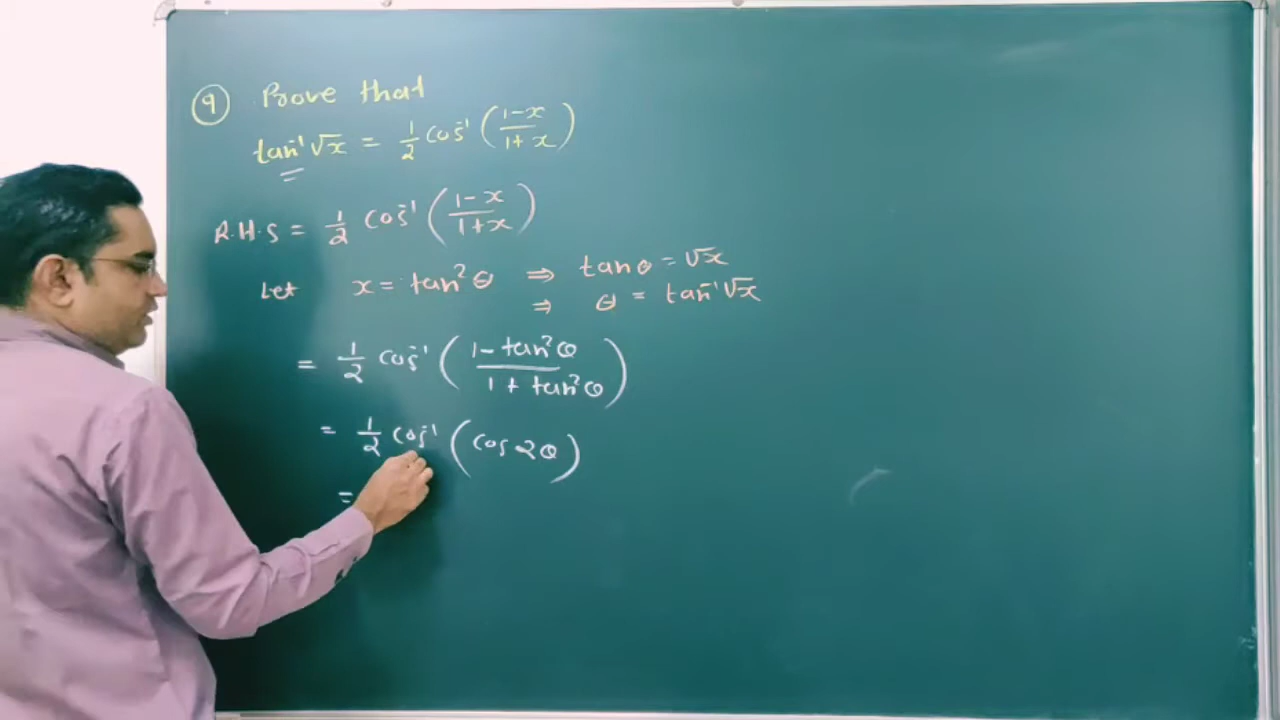 9 Prove that
tan⁻¹√x = 1/2 cos⁻¹ ((1-x)/(1+x))
R.H.S = 1/2 cos⁻¹ ((1-x)/(1+x))
Let x = tan²θ ⇒ tanθ = √x
⇒ θ = tan⁻¹√x
= 1/2 cos⁻¹ ((1 - tan²θ)/(1 + tan²θ))
= 1/2 cos⁻¹ (cos 2θ)
=